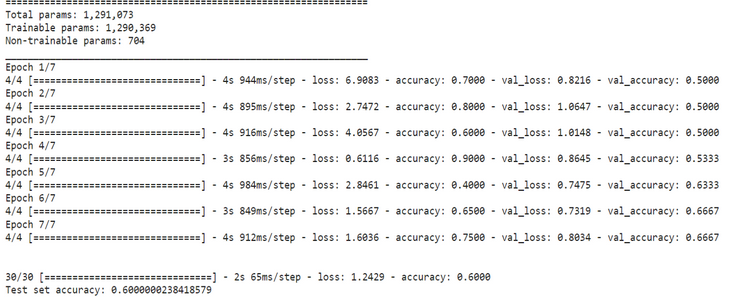 =================================================================
Total params: 1,291,073
Trainable params: 1,290,369
Non-trainable params: 704
_________________________________________________________________
Epoch 1/7
4/4 [==============================] - 4s 944ms/step - loss: 6.9083 - accuracy: 0.7000 - val_loss: 0.8216 - val_accuracy: 0.5000
Epoch 2/7
4/4 [==============================] - 4s 895ms/step - loss: 2.7472 - accuracy: 0.8000 - val_loss: 1.0647 - val_accuracy: 0.5000
Epoch 3/7
4/4 [==============================] - 4s 916ms/step - loss: 4.0567 - accuracy: 0.6000 - val_loss: 1.0148 - val_accuracy: 0.5000
Epoch 4/7
4/4 [==============================] - 3s 856ms/step - loss: 0.6116 - accuracy: 0.9000 - val_loss: 0.8645 - val_accuracy: 0.5333
Epoch 5/7
4/4 [==============================] - 4s 984ms/step - loss: 2.8461 - accuracy: 0.4000 - val_loss: 0.7475 - val_accuracy: 0.6333
Epoch 6/7
4/4 [==============================] - 3s 849ms/step - loss: 1.5667 - accuracy: 0.6500 - val_loss: 0.7319 - val_accuracy: 0.6667
Epoch 7/7
4/4 [==============================] - 4s 912ms/step - loss: 1.6036 - accuracy: 0.7500 - val_loss: 0.8034 - val_accuracy: 0.6667
30/30 [==============================] - 2s 65ms/step - loss: 1.2429 - accuracy: 0.6000
Test set accuracy: 0.6000000238418579